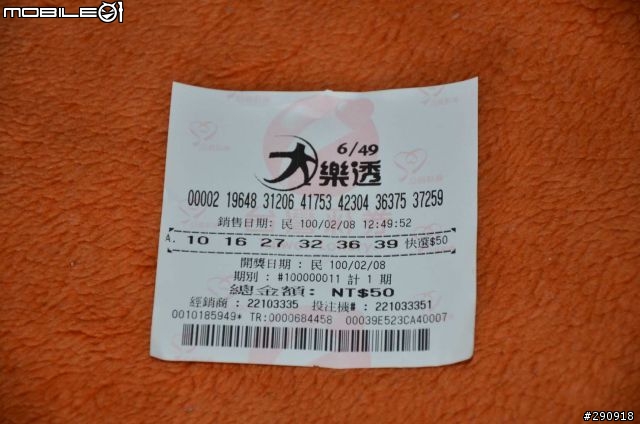 MOBILE01
6/49
大樂透
00002 19648 31206 41753 42304 36375 37259
銷售日期: 民 100/02/08 12:49:52
A. 10 16 27 32 36 39 快選$50
開獎日期 : 民 100/02/08
期別 : #100000011 計 1 期
總金額: NT$50
經銷商 : 22103335 投注機# : 221033351
0010185949* TR:0000684458 00039E523CA40007
#290918